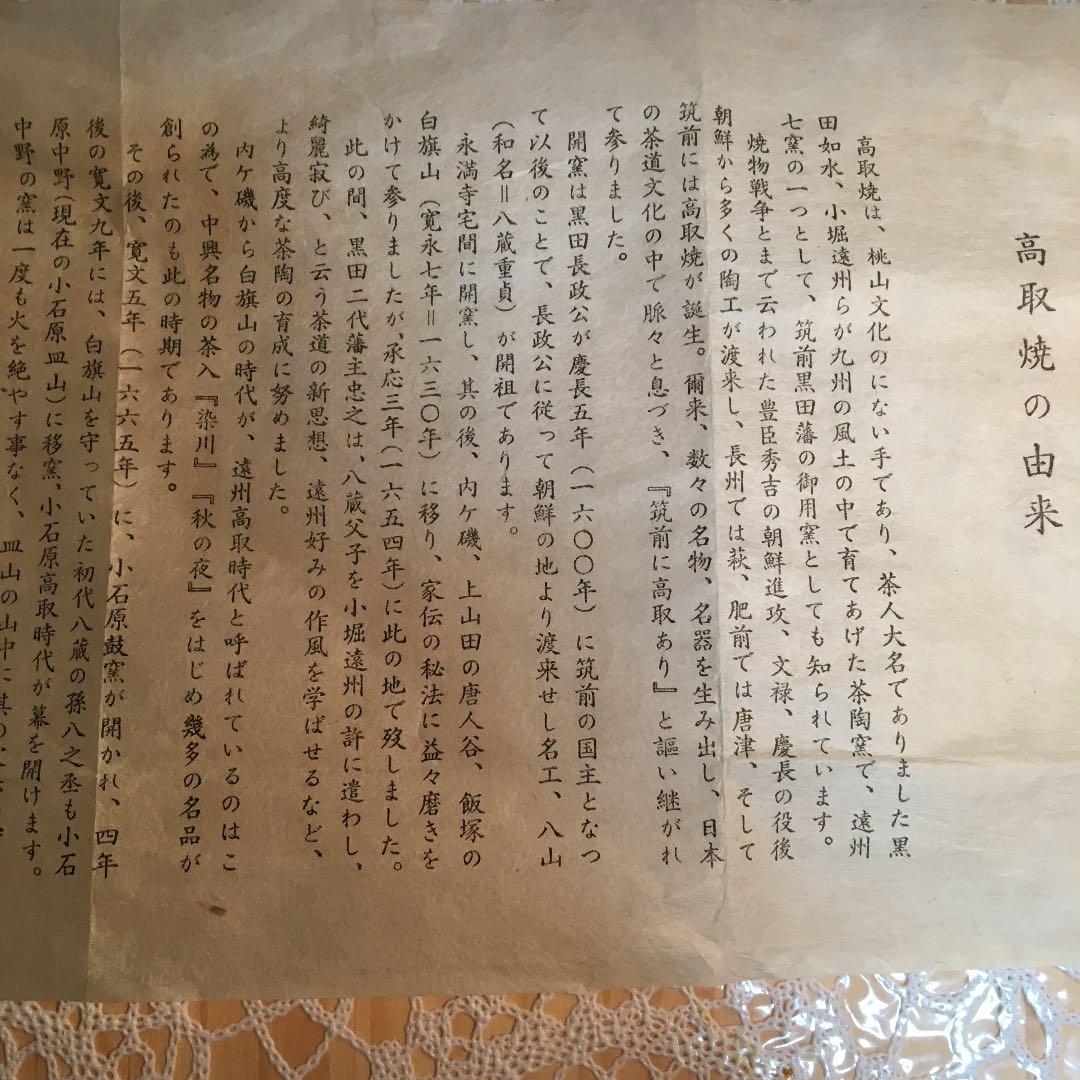 高取焼の由来
高取焼は、桃山文化のにない手であり、茶人大名でありました黒
田如水、小堀遠州らが九州の風土の中で育てあげた茶陶窯で、遠州
七窯の一つとして、筑前黒田藩の御用窯としても知られています。
焼物戦争とまで云われた豊臣秀吉の朝鮮進攻、文禄、慶長の役後
朝鮮から多くの陶工が渡来し、長州では萩、肥前では唐津、そして
筑前には高取焼が誕生。爾来、数々の名物、名器を生み出し、日本
の茶道文化の中で脈々と息づき、『筑前に高取あり』と謳い継がれ
て参りました。
開窯は黒田長政公が慶長五年（一六〇〇年）に筑前の国主となつ
て以後のことで、長政公に従って朝鮮の地より渡来せし名工、八山
（和名＝八蔵重貞）が開祖であります。
永満寺宅間に開窯し、其の後、内ケ磯、上山田の唐人谷、飯塚の
白旗山（寛永七年＝一六三〇年）に移り、家伝の秘法に益々磨きを
かけて参りましたが、承応三年（一六五四年）に此の地で歿しました。
此の間、黒田二代藩主忠之は、八蔵父子を小堀遠州の許に遣わし、
綺麗寂び、と云う茶道の新思想、遠州好みの作風を学ばせるなど、
より高度な茶陶の育成に努めました。
内ケ磯から白旗山の時代が、遠州高取時代と呼ばれているのはこ
の為で、中興名物の茶入『染川』『秋の夜』をはじめ幾多の名品が
創られたのも此の時期であります。
その後、寛文五年（一六六五年）に、小石原鼓窯が開かれ、四年
後の寛文九年には、白旗山を守っていた初代八蔵の孫八之丞も小石
原中野（現在の小石原皿山）に移窯、小石原高取時代が幕を開けます。
中野の窯は一度も火を絶やす事なく、皿山の山中に其の